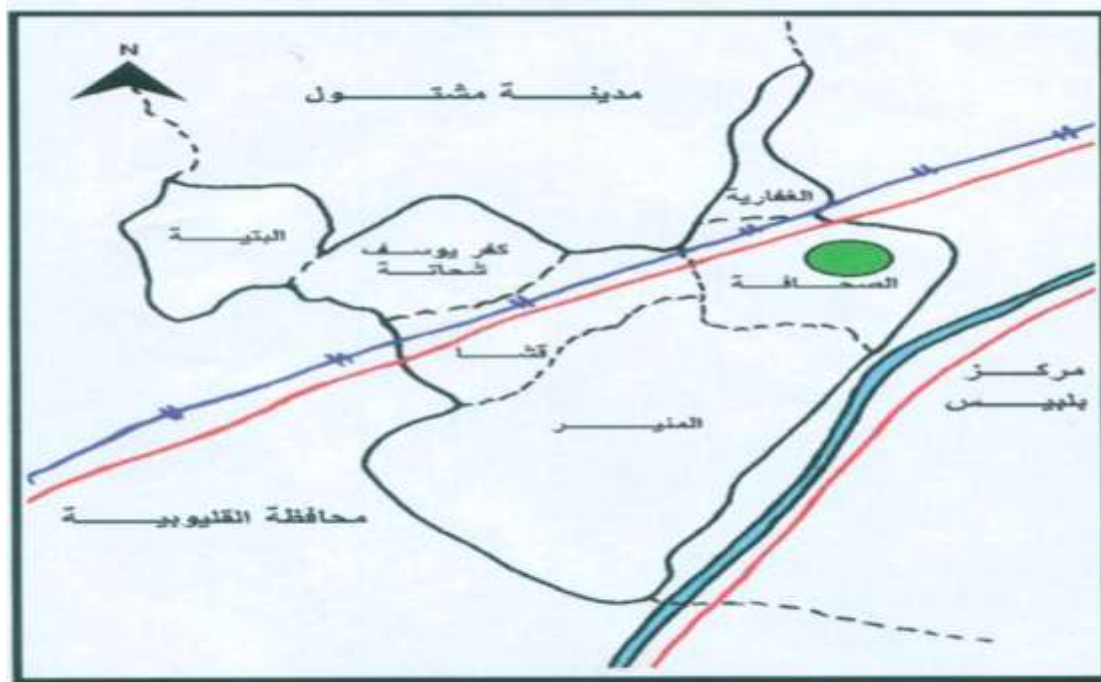 N
مدينة مشتول
الغفارية
البتية
كفر يوسف
شحاتة
الصحافة
قشا
مركز
بلبيس
المنير
محافظة القليوبية